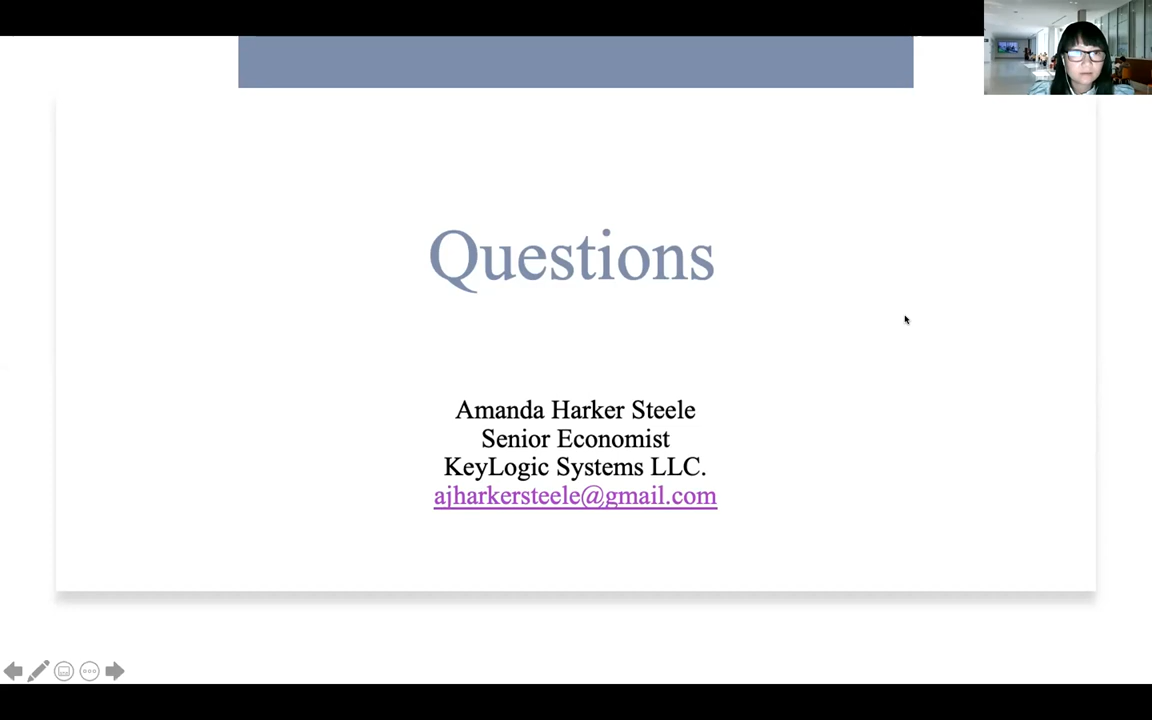 Questions
Amanda Harker Steele
Senior Economist
KeyLogic Systems LLC.
ajharkersteele@gmail.com